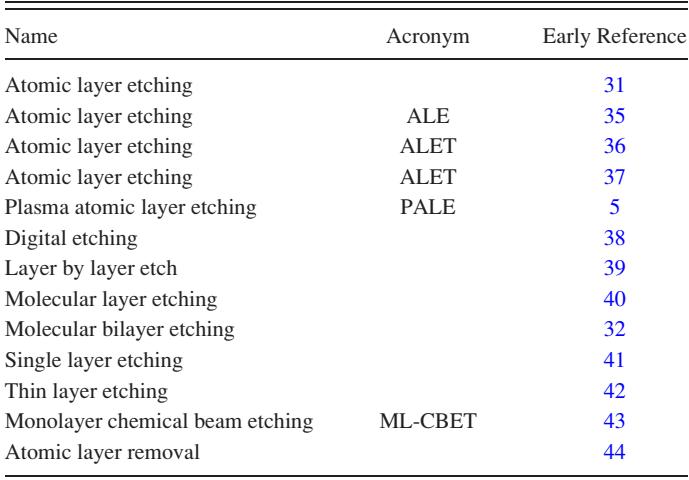 Name Acronym Early Reference
Atomic layer etching 31
Atomic layer etching ALE 35
Atomic layer etching ALET 36
Atomic layer etching ALET 37
Plasma atomic layer etching PALE 5
Digital etching 38
Layer by layer etch 39
Molecular layer etching 40
Molecular bilayer etching 32
Single layer etching 41
Thin layer etching 42
Monolayer chemical beam etching ML-CBET 43
Atomic layer removal 44